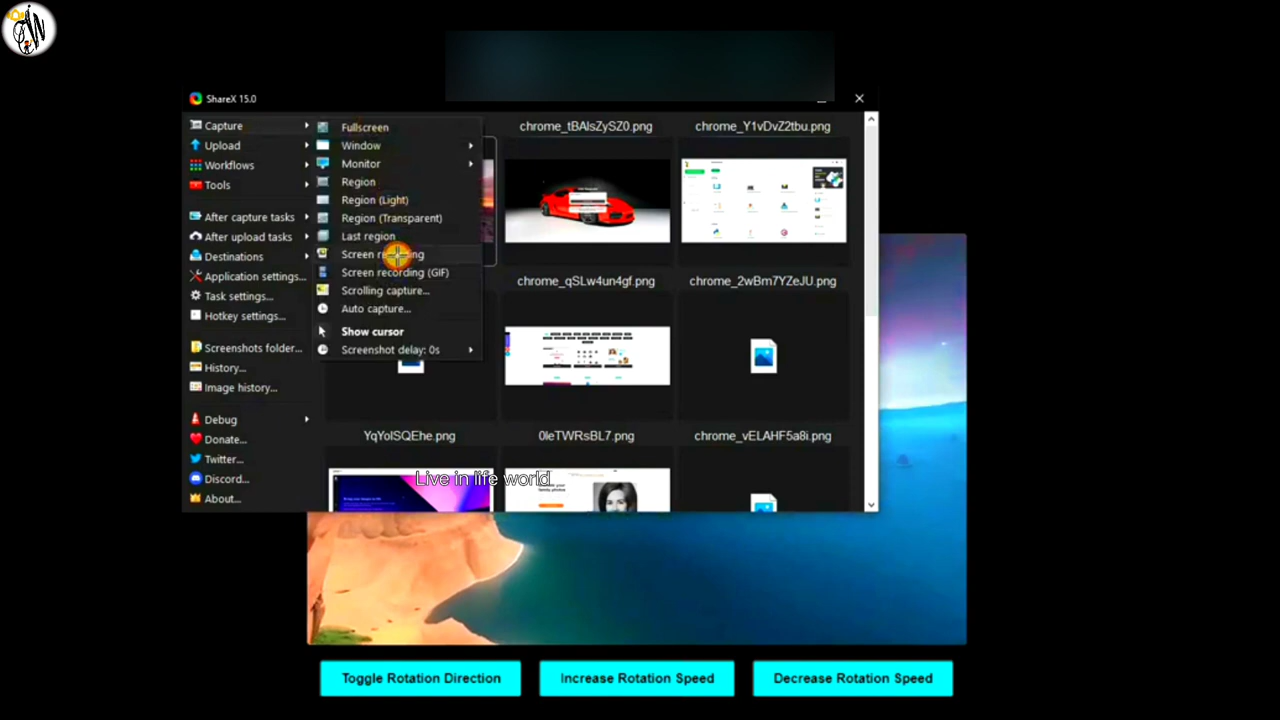 ShareX 15.0
Capture
Upload
Workflows
Tools
After capture tasks
After upload tasks
Destinations
Application settings...
Task settings...
Hotkey settings...
Screenshots folder...
History...
Image history...
Debug
Donate...
Twitter...
Discord...
About...
Fullscreen
Window
Monitor
Region
Region (Light)
Region (Transparent)
Last region
Screen recording
Screen recording (GIF)
Scrolling capture...
Auto capture...
Show cursor
Screenshot delay: 0s
chrome_tBAlsZySZ0.png
chrome_Y1vDvZ2tbu.png
chrome_qSLw4un4gf.png
chrome_2wBm7YZeJU.png
YqYolSQEhe.png
0leTWRsBL7.png
chrome_vELAHF5a8i.png
Live in life world
Toggle Rotation Direction
Increase Rotation Speed
Decrease Rotation Speed